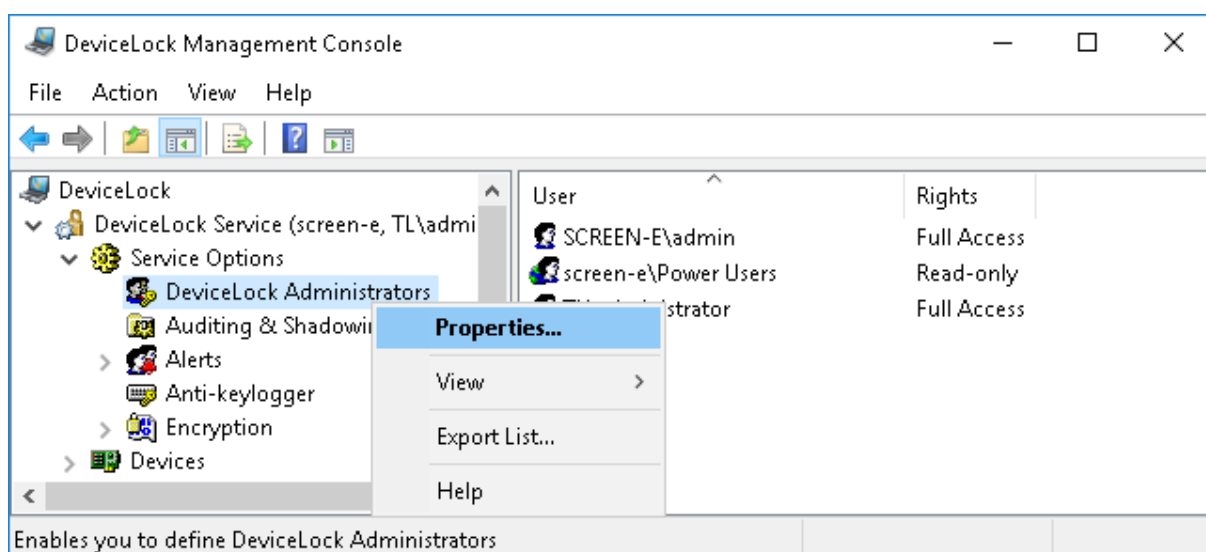 DeviceLock Management Console
File Action View Help
DeviceLock
DeviceLock Service (screen-e, TL\admi
Service Options
DeviceLock Administrators
Auditing & Shadowi
Alerts
Anti-keylogger
Encryption
Devices
User Rights
SCREEN-E\admin Full Access
screen-e\Power Users Read-only
strator Full Access
Properties...
View
Export List...
Help
Enables you to define DeviceLock Administrators